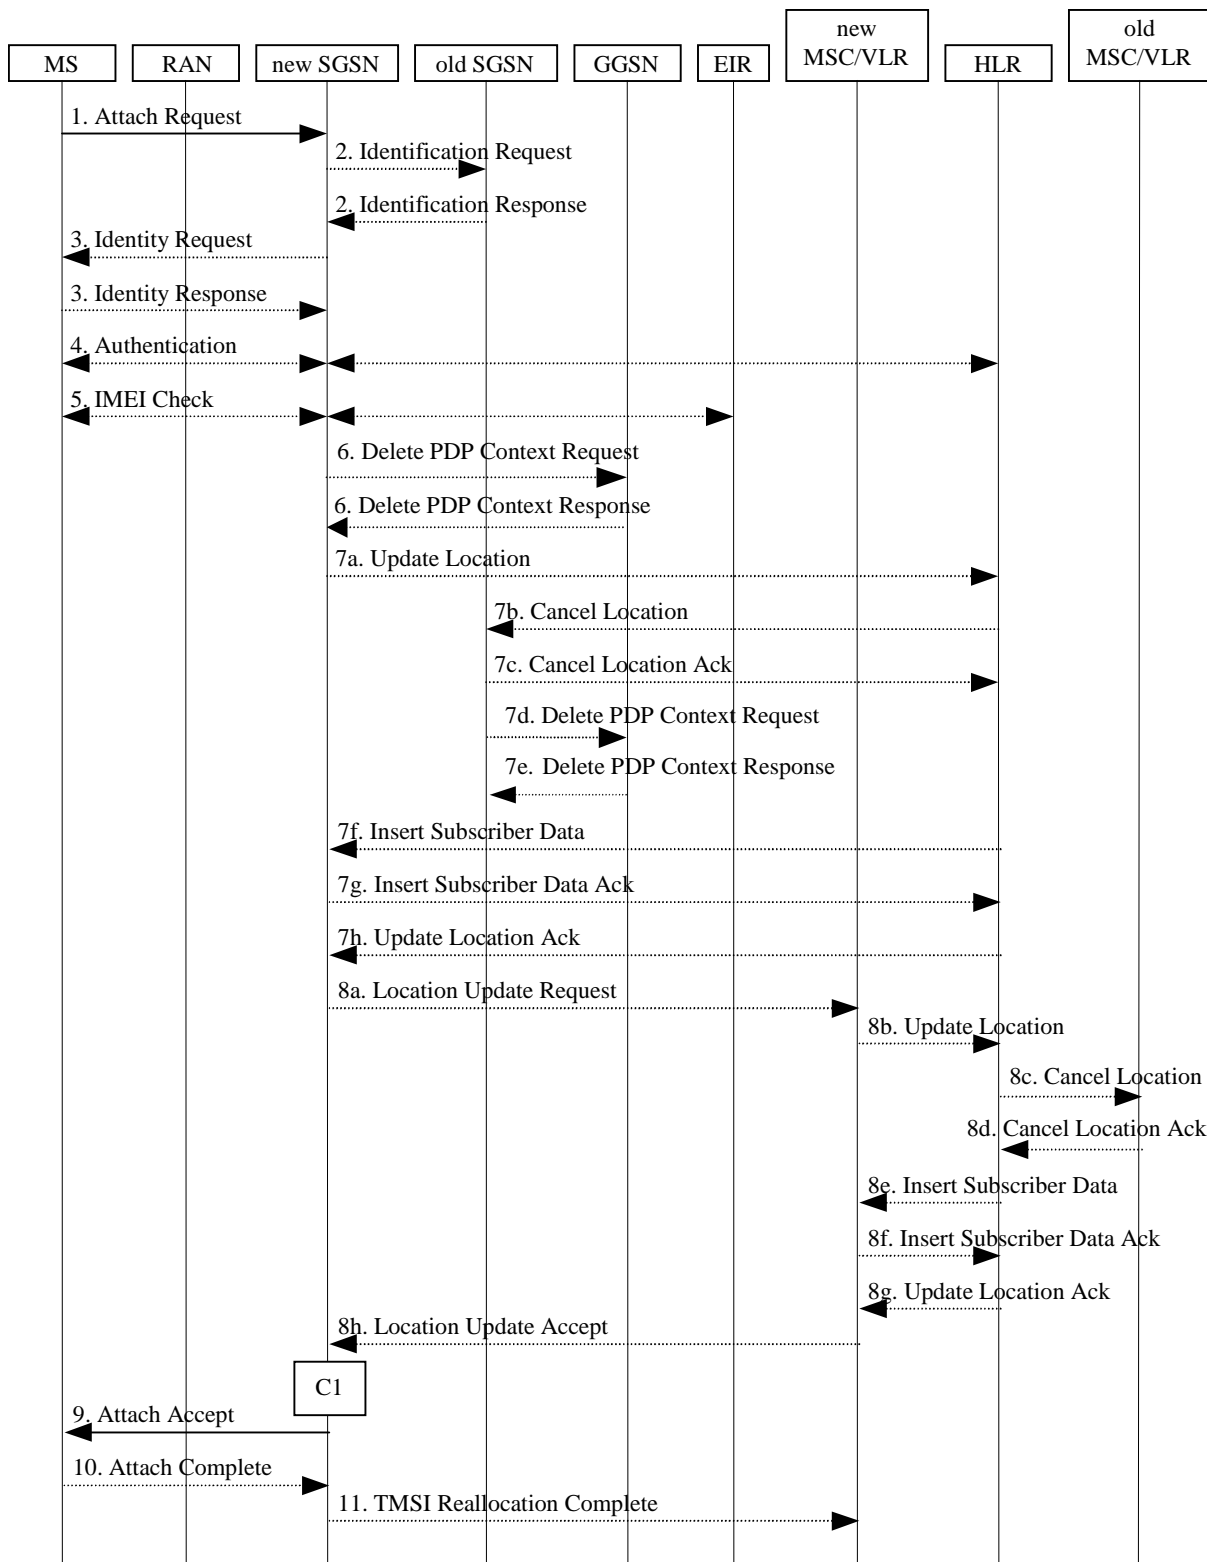 new
MSC/VLR
old
MSC/VLR
MS
RAN
new SGSN
old SGSN
GGSN
EIR
HLR
1. Attach Request
2. Identification Request
2. Identification Response
3. Identity Request
3. Identity Response
4. Authentication
5. IMEI Check
6. Delete PDP Context Request
6. Delete PDP Context Response
7a. Update Location
7b. Cancel Location
7c. Cancel Location Ack
7d. Delete PDP Context Request
7e. Delete PDP Context Response
7f. Insert Subscriber Data
7g. Insert Subscriber Data Ack
7h. Update Location Ack
8a. Location Update Request
8b. Update Location
8c. Cancel Location
8d. Cancel Location Ack
8e. Insert Subscriber Data
8f. Insert Subscriber Data Ack
8g. Update Location Ack
8h. Location Update Accept
C1
9. Attach Accept
10. Attach Complete
11. TMSI Reallocation Complete